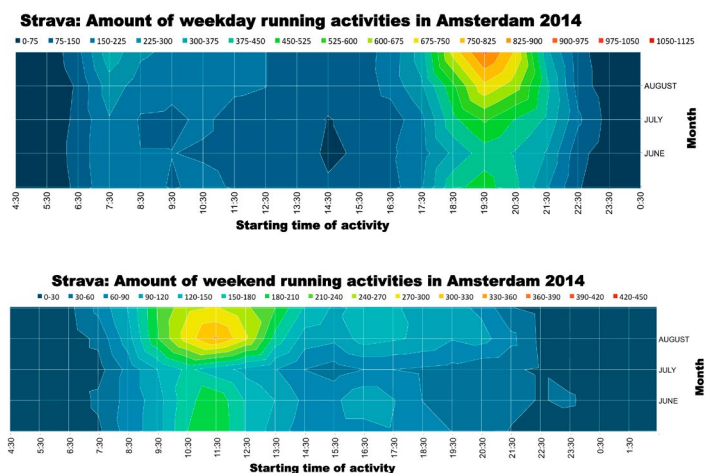 Strava: Amount of weekday running activities in Amsterdam 2014
0-75 75-150 150-225 225-300 300-375 375-450 450-525 525-600 600-675 675-750 750-825 825-900 900-975 975-1050 1050-1125
AUGUST
JULY
JUNE
Month
4:30 5:30 6:30 7:30 8:30 9:30 10:30 11:30 12:30 13:30 14:30 15:30 16:30 17:30 18:30 19:30 20:30 21:30 22:30 23:30 0:30
Starting time of activity
Strava: Amount of weekend running activities in Amsterdam 2014
0-30 30-60 60-90 90-120 120-150 150-180 180-210 210-240 240-270 270-300 300-330 330-360 360-390 390-420 420-450
AUGUST
JULY
JUNE
Month
4:30 5:30 6:30 7:30 8:30 9:30 10:30 11:30 12:30 13:30 14:30 15:30 16:30 17:30 18:30 19:30 20:30 21:30 22:30 23:30 0:30 1:30
Starting time of activity